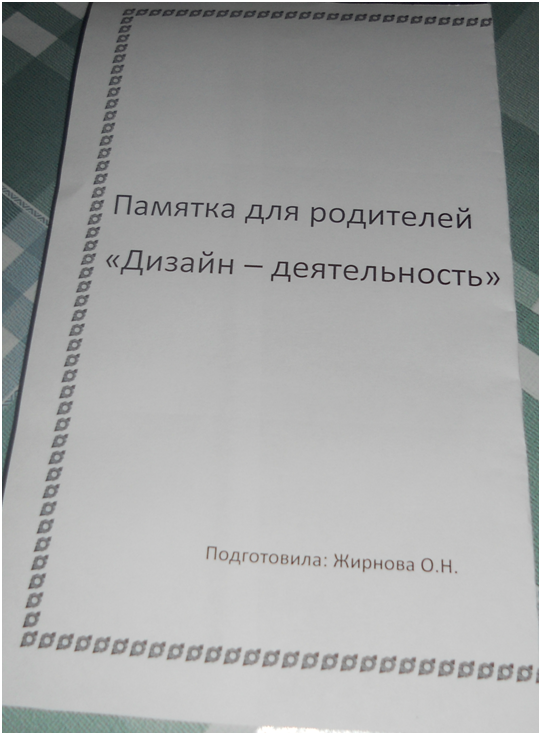 Памятка для родителей
«Дизайн – деятельность»
Подготовила: Жирнова О.Н.